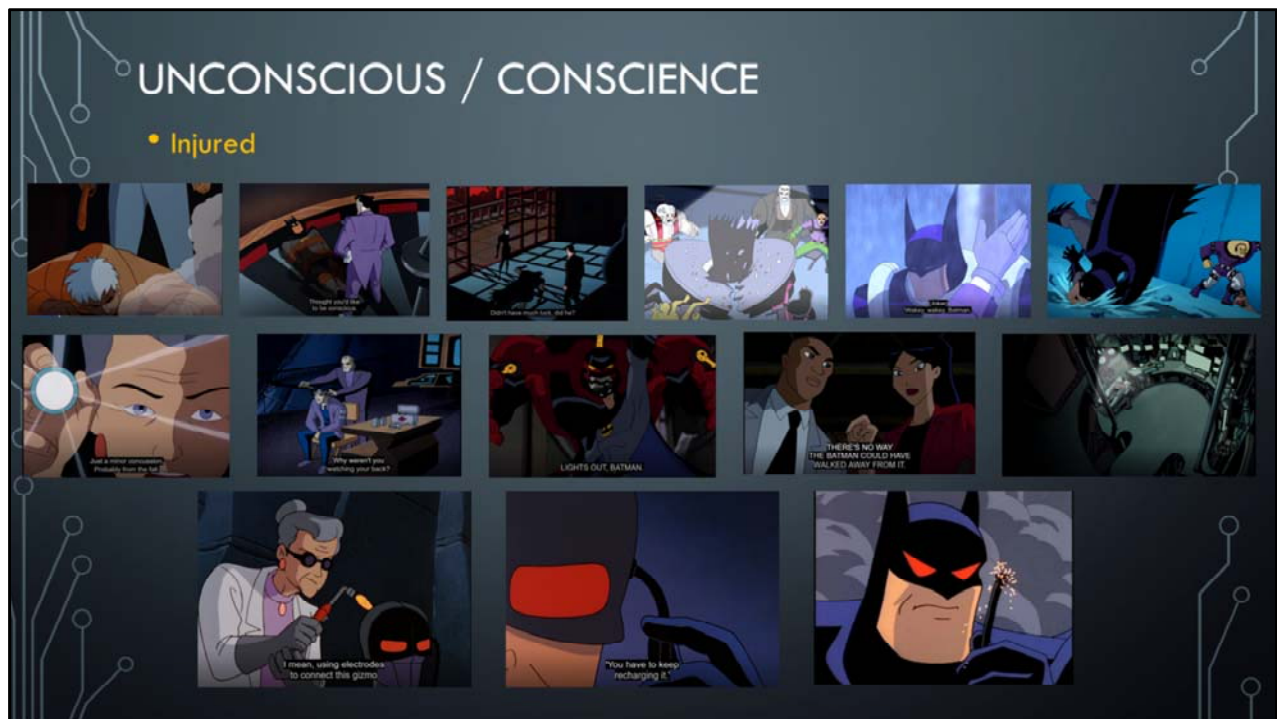 UNCONSCIOUS / CONSCIENCE
• Injured
Thought you'd like
to be conscious
Didn't have much luck, did he?
Wakey, wakey, Batman.
Just a minor concussion.
Probably from the fall.
Why weren't you
watching your back?
LIGHTS OUT, BATMAN.
THERE'S NO WAY
THE BATMAN COULD HAVE
WALKED AWAY FROM IT.
I mean, using electrodes
to connect this gizmo
"You have to keep
recharging it."